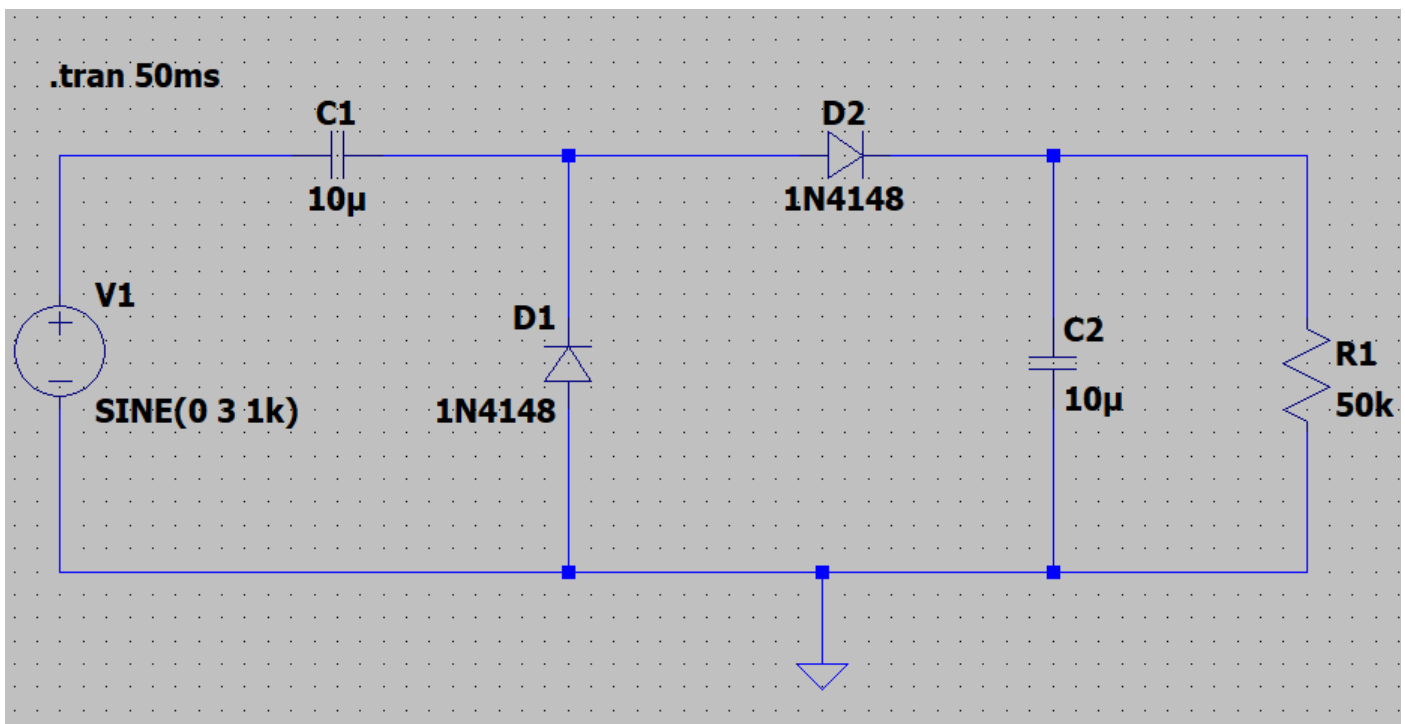 .tran 50ms
C1
10µ
D2
1N4148
V1
SINE(0 3 1k)
D1
1N4148
C2
10µ
R1
50k